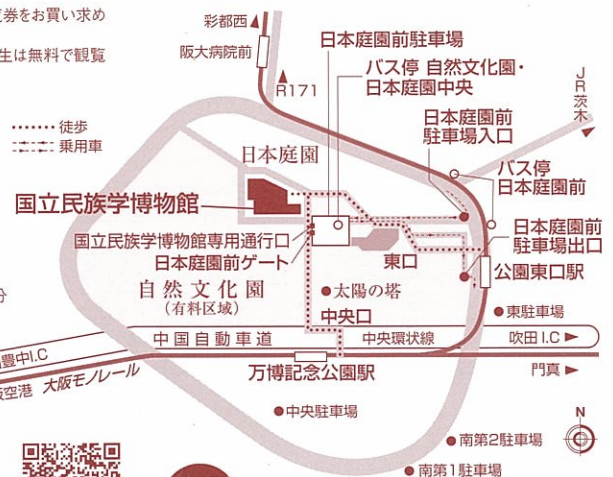 券をお買い求め
生は無料で観覧
徒歩
乗用車
彩都西
阪大病院前
R171
日本庭園前駐車場
バス停 自然文化園・
日本庭園中央
JR茨木
日本庭園前
駐車場入口
バス停
日本庭園前
日本庭園
国立民族学博物館
国立民族学博物館専用通行口
日本庭園前ゲート
自然文化園
(有料区域)
太陽の塔
東口
中央口
日本庭園前
駐車場出口
公園東口駅
東駐車場
中国自動車道
中央環状線
吹田I.C
豊中I.C
空港
大阪モノレール
万博記念公園駅
門真
中央駐車場
南第2駐車場
南第1駐車場
分
N